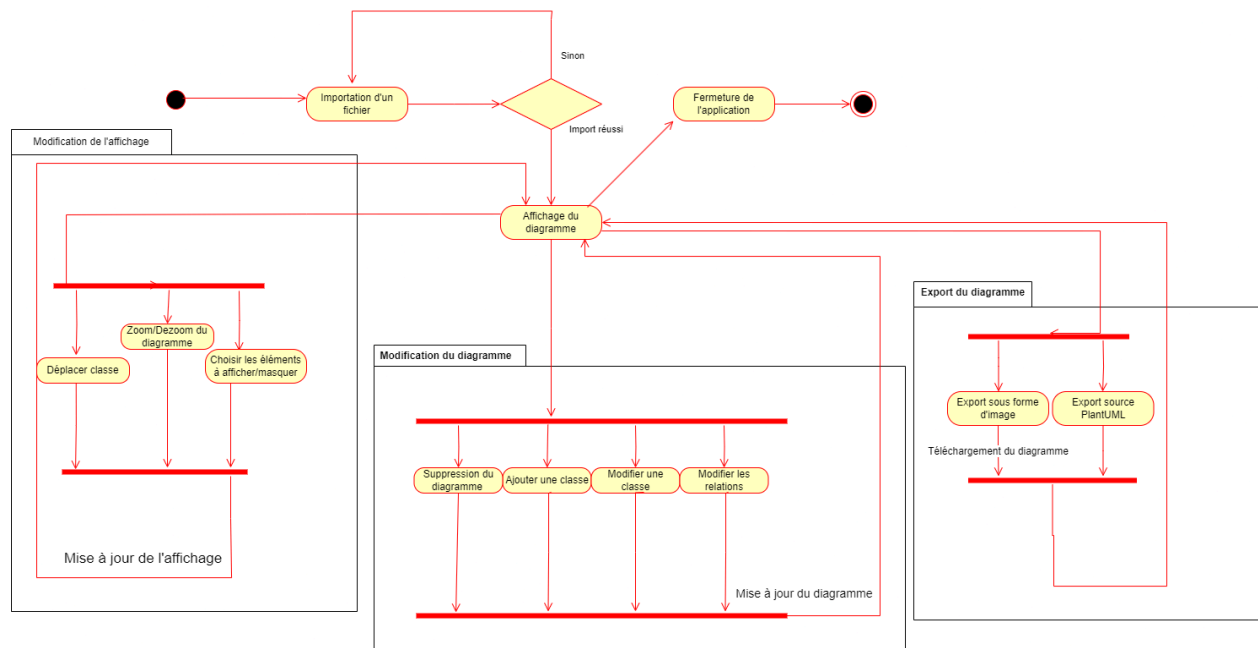 Sinon
Importation d'un
fichier
Fermeture de
l'application
Import réussi
Modification de l'affichage
Affichage du
diagramme
Export du diagramme
Zoom/Dezoom du
diagramme
Choisir les éléments
à afficher/masquer
Déplacer classe
Modification du diagramme
Export sous forme
d'image
Export source
PlantUML
Téléchargement du diagramme
Suppression du
diagramme
Ajouter une classe
Modifier une
classe
Modifier les
relations
Mise à jour de l'affichage
Mise à jour du diagramme